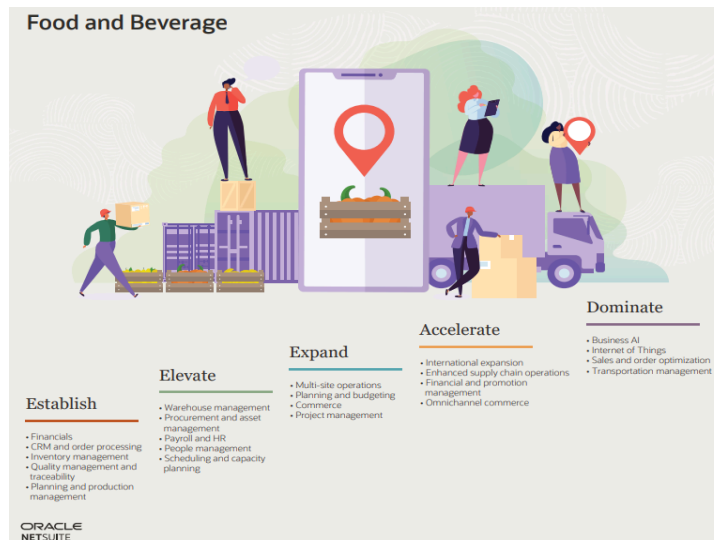 Food and Beverage
Establish
• Financials
• CRM and order processing
• Inventory management
• Quality management and
traceability
• Planning and production
management
Elevate
• Warehouse management
• Procurement and asset
management
• Payroll and HR
• People management
• Scheduling and capacity
planning
Expand
• Multi-site operations
• Planning and budgeting
• Commerce
• Project management
Accelerate
• International expansion
• Enhanced supply chain operations
• Financial and promotion
management
• Omnichannel commerce
Dominate
• Business AI
• Internet of Things
• Sales and order optimization
• Transportation management
ORACLE
NETSUITE